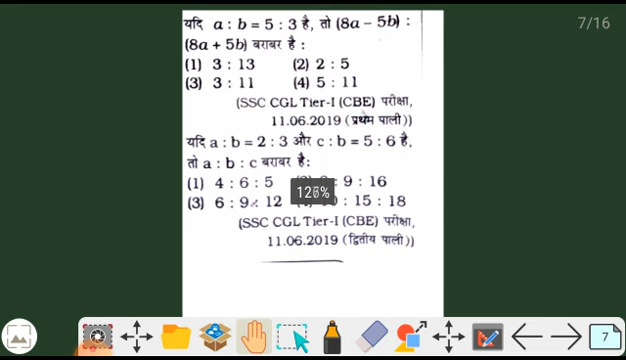 7/16
यदि a : b = 5 : 3 है, तो (8a – 5b) :
(8a + 5b) बराबर है :
(1) 3 : 13 (2) 2 : 5
(3) 3 : 11 (4) 5 : 11
(SSC CGL Tier-I (CBE) परीक्षा,
11.06.2019 (प्रथम पाली))
यदि a : b = 2 : 3 और c : b = 5 : 6 है,
तो a : b : c बराबर है:
(1) 4 : 6 : 5 : 9 : 16
(3) 6 : 9 : 12 : 15 : 18
(SSC CGL Tier-I (CBE) परीक्षा,
11.06.2019 (द्वितीय पाली))
7